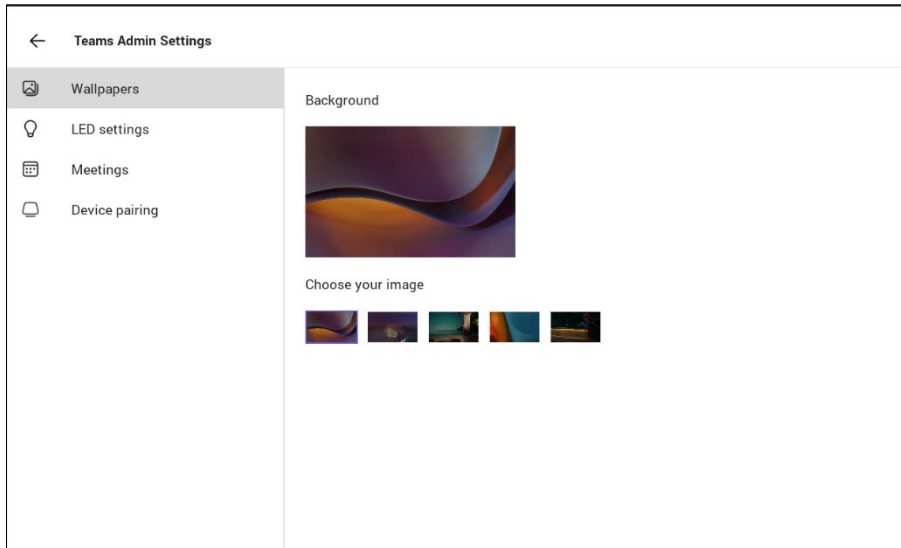 Teams Admin Settings
Wallpapers
LED settings
Meetings
Device pairing
Background
Choose your image